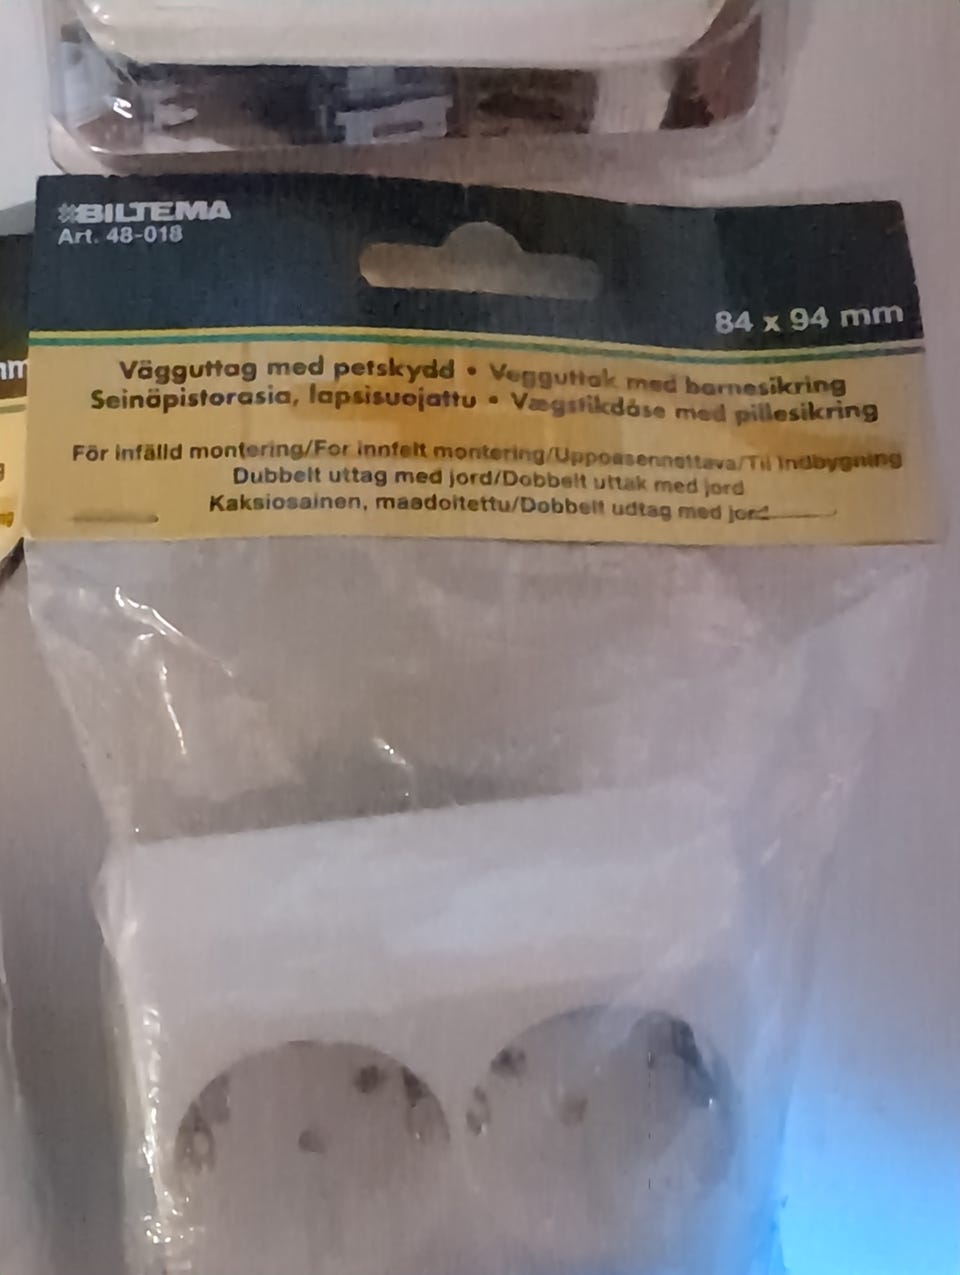 BILTEMA
Art. 48-018
84 x 94 mm
Vägguttag med petskydd • Vegguttak med barnesikring
Seinäpistorasia, lapsisuojattu • Vægstikdåse med pillesikring
För infälld montering/For innfelt montering/Uppoasennettava/Til Indbygning
Dubbelt uttag med jord/Dobbelt uttak med jord
Kaksiosainen, maadoitettu/Dobbelt udtag med jord